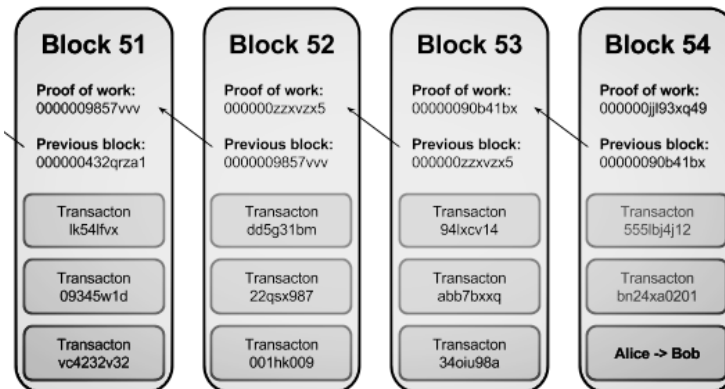 Block 51
Proof of work:
0000009857vvv
Previous block:
000000432qrza1
Transacton
lk54lfvx
Transacton
09345w1d
Transacton
vc4232v32
Block 52
Proof of work:
000000zzxvzx5
Previous block:
0000009857vvv
Transacton
dd5g31bm
Transacton
22qsx987
Transacton
001hk009
Block 53
Proof of work:
00000090b41bx
Previous block:
000000zzxvzx5
Transacton
94lxcv14
Transacton
abb7bxxq
Transacton
34oiu98a
Block 54
Proof of work:
000000jjl93xq49
Previous block:
00000090b41bx
Transacton
555lbj4j12
Transacton
bn24xa0201
Alice -> Bob